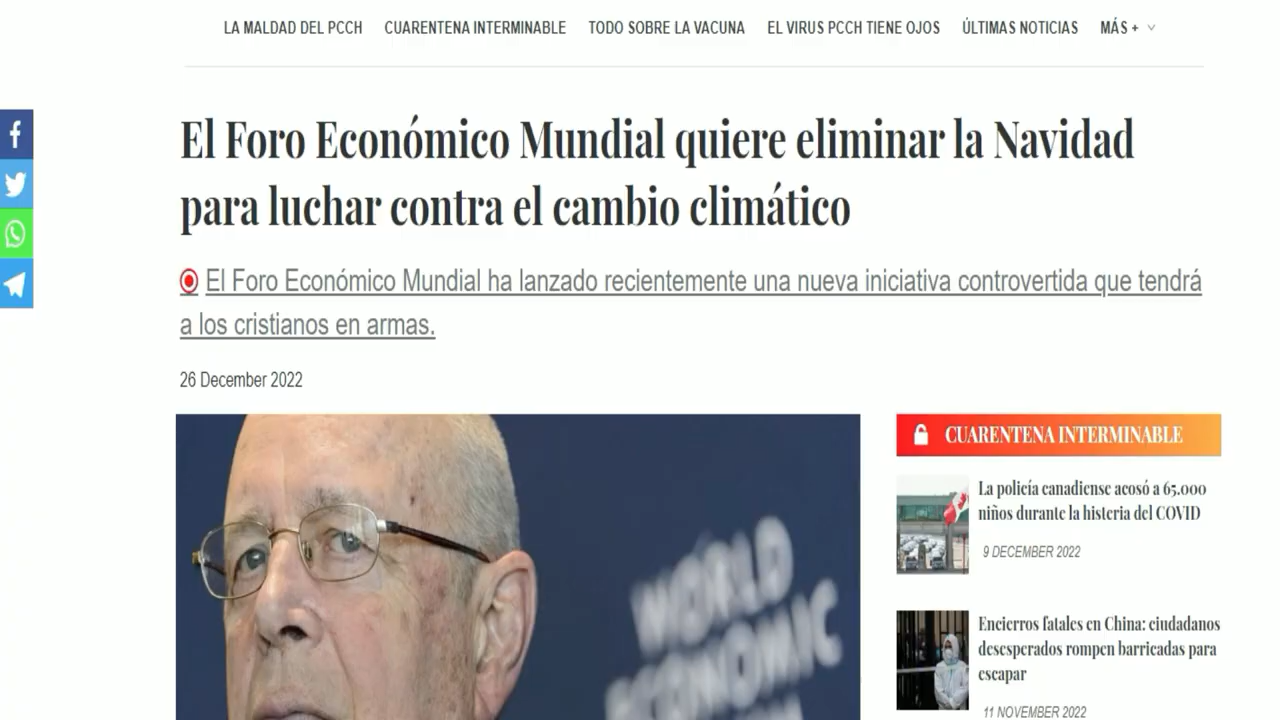 LA MALDAD DEL PCCH CUARENTENA INTERMINABLE TODO SOBRE LA VACUNA EL VIRUS PCCH TIENE OJOS ÚLTIMAS NOTICIAS MÁS +
El Foro Económico Mundial quiere eliminar la Navidad
para luchar contra el cambio climático
El Foro Económico Mundial ha lanzado recientemente una nueva iniciativa controvertida que tendrá
a los cristianos en armas.
26 December 2022
WORLD
ECONOMIC
CUARENTENA INTERMINABLE
La policía canadiense acosó a 65.000
niños durante la histeria del COVID
9 DECEMBER 2022
Encierros fatales en China: ciudadanos
desesperados rompen barricadas para
escapar
11 NOVEMBER 2022